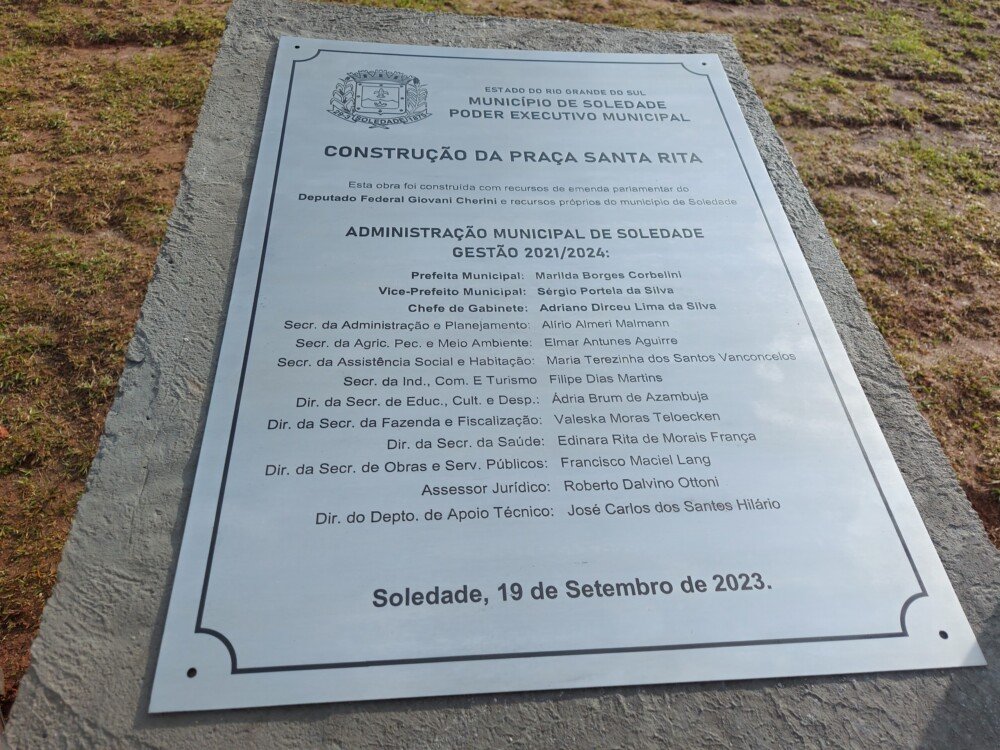 ESTADO DO RIO GRANDE DO SUL
MUNICÍPIO DE SOLEDADE
PODER EXECUTIVO MUNICIPAL
SOLEDADE
CONSTRUÇÃO DA PRAÇA SANTA RITA
Esta obra foi construída com recursos de emenda parlamentar do
Deputado Federal Giovani Cherini e recursos próprios do município de Soledade
ADMINISTRAÇÃO MUNICIPAL DE SOLEDADE
GESTÃO 2021/2024:
Prefeita Municipal: Marilda Borges Corbelini
Vice-Prefeito Municipal: Sérgio Portela da Silva
Chefe de Gabinete: Adriano Dirceu Lima da Silva
Secr. da Administração e Planejamento: Alírio Almeri Malmann
Secr. da Agric. Pec. e Meio Ambiente: Elmar Antunes Aguirre
Secr. da Assistência Social e Habitação: Maria Terezinha dos Santos Vanconcelos
Secr. da Ind., Com. E Turismo Filipe Dias Martins
Dir. da Secr. de Educ., Cult. e Desp.: Ádria Brum de Azambuja
Dir. da Secr. da Fazenda e Fiscalização: Valeska Moras Teloecken
Dir. da Secr. da Saúde: Edinara Rita de Morais França
Dir. da Secr. de Obras e Serv. Públicos: Francisco Maciel Lang
Assessor Jurídico: Roberto Dalvino Ottoni
Dir. do Depto. de Apoio Técnico: José Carlos dos Santos Hilário
Soledade, 19 de Setembro de 2023.